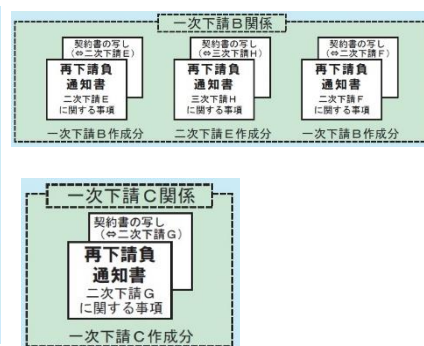 一次下請B関係
契約書の写し
(⇔二次下請E)
再下請負
通知書
二次下請E
に関する事項
一次下請B作成分
契約書の写し
(⇔三次下請H)
再下請負
通知書
三次下請H
に関する事項
二次下請E作成分
契約書の写し
(⇔二次下請F)
再下請負
通知書
二次下請F
に関する事項
一次下請B作成分
一次下請C関係
契約書の写し
(⇔二次下請G)
再下請負
通知書
二次下請G
に関する事項
一次下請C作成分